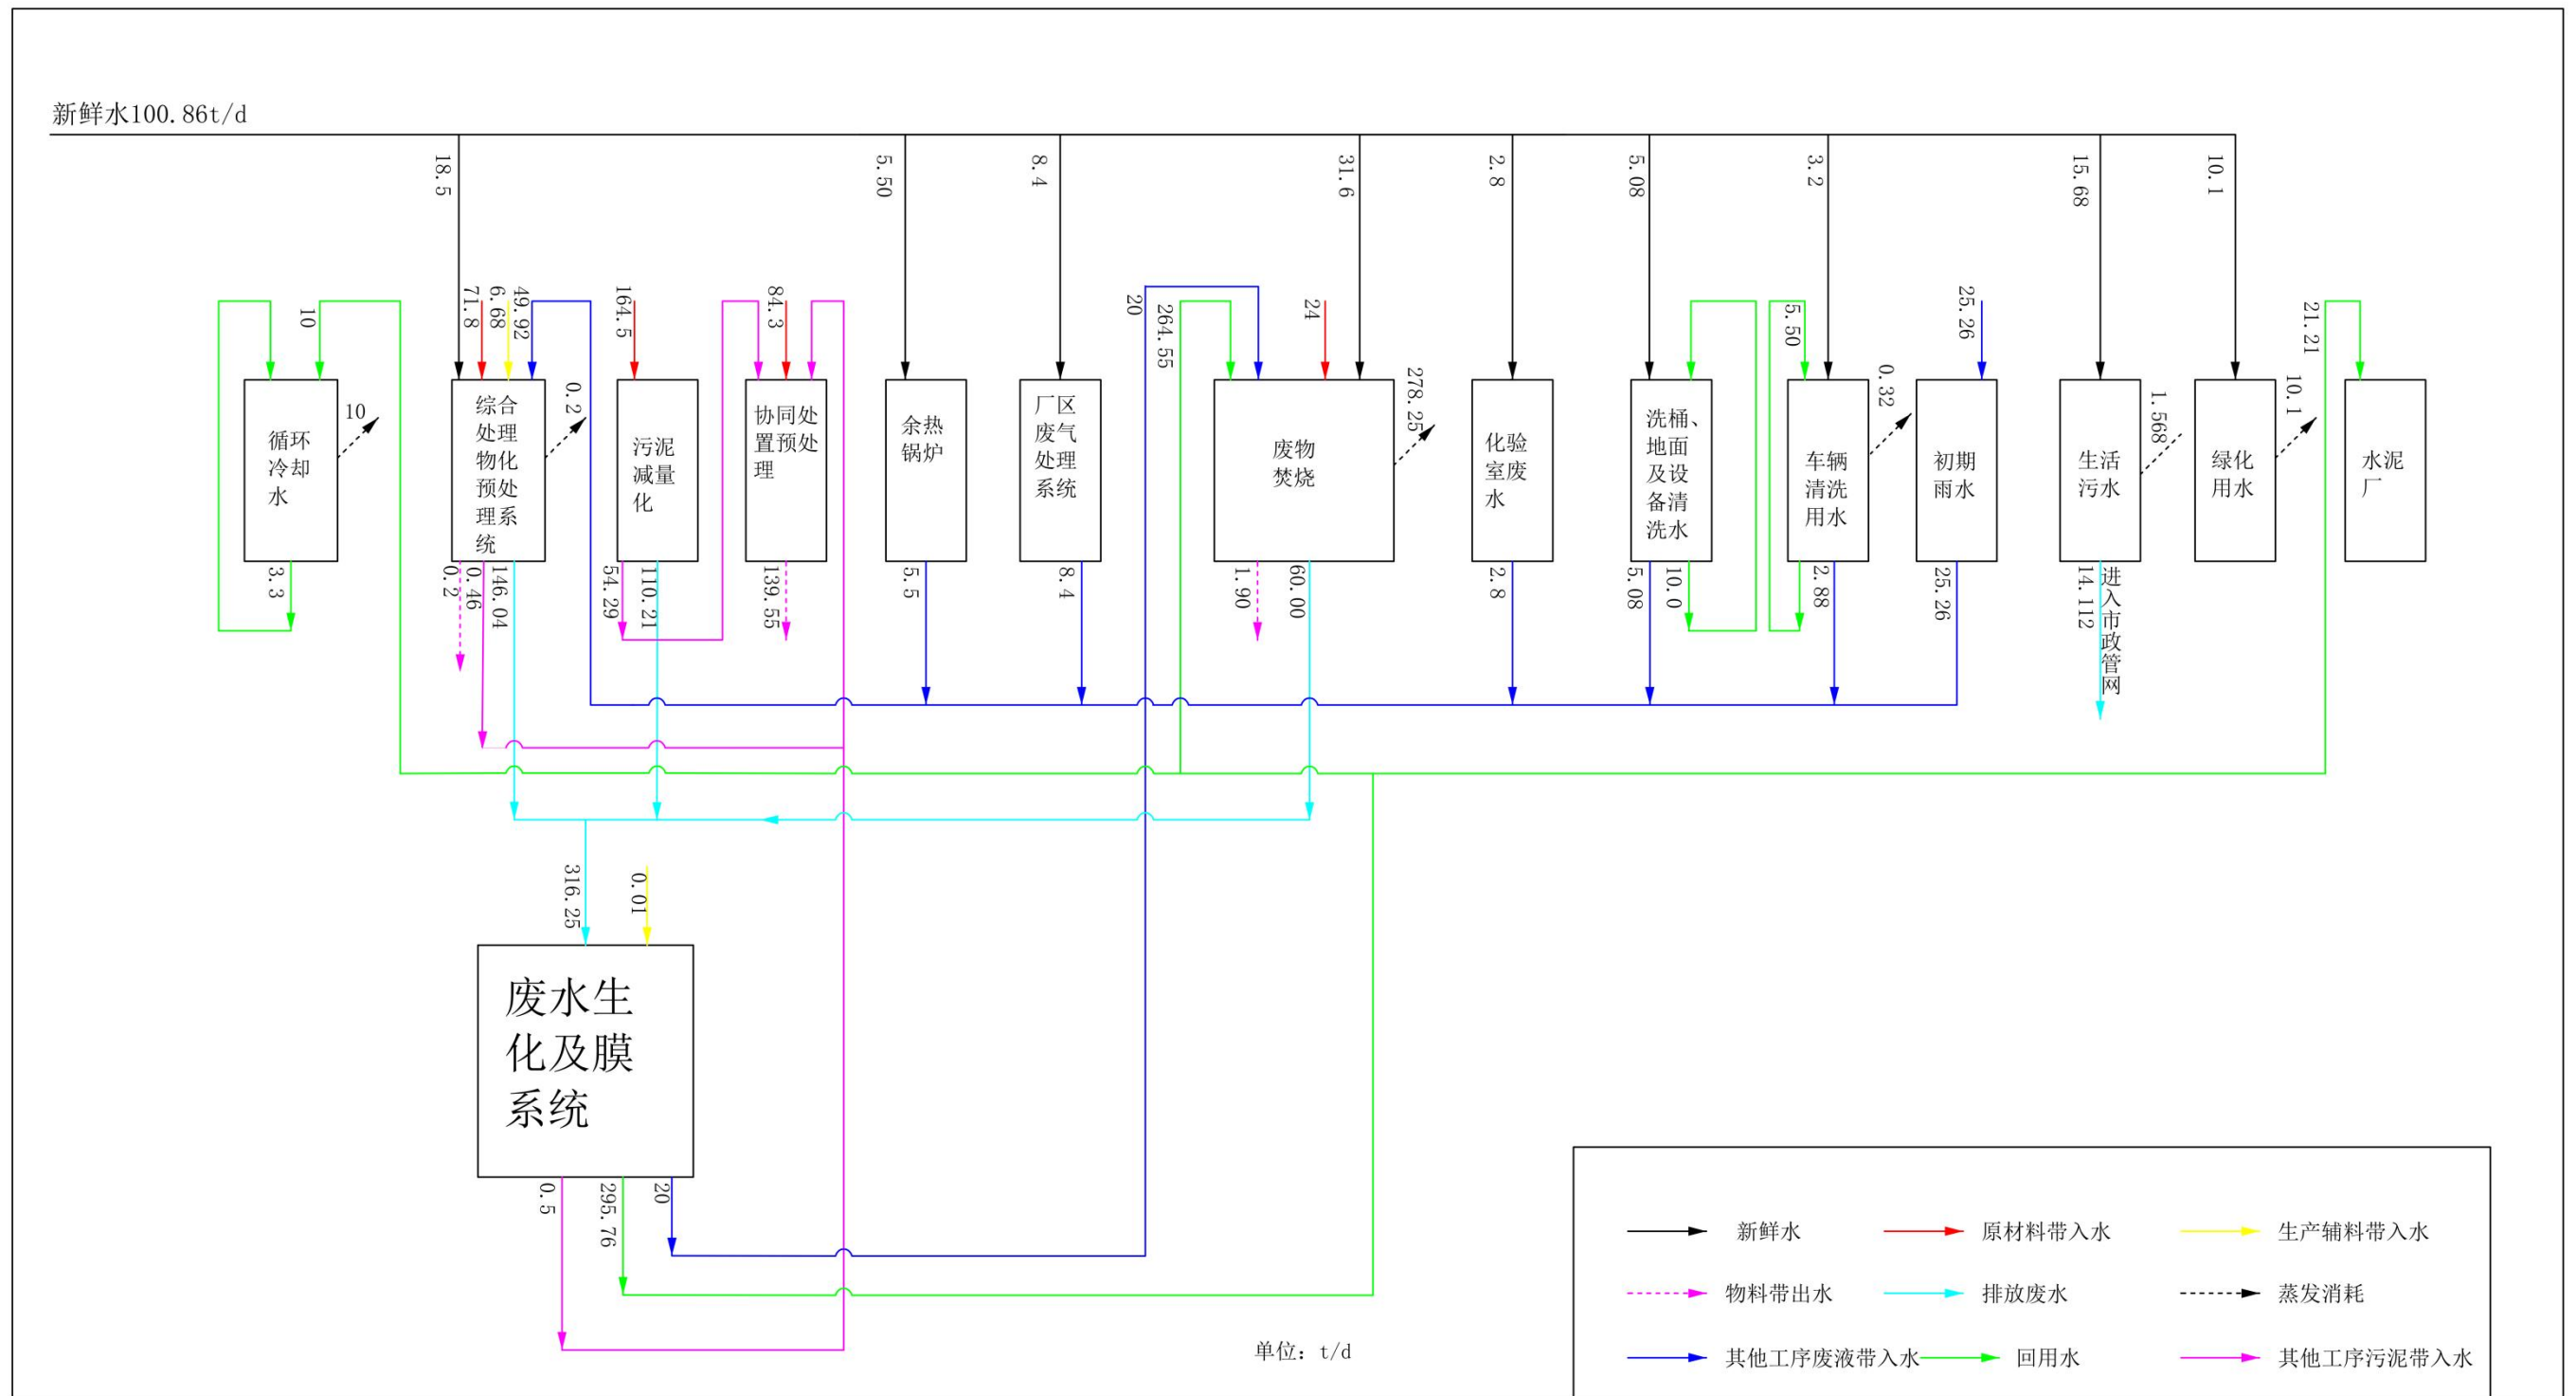 新鲜水100.86t/d
18.5
5.50
8.4
31.6
2.8
5.08
3.2
15.68
10.1
10
71.8
6.68
49.92
164.5
84.3
20
264.55
24
5.50
25.26
21.21
循环
冷却
水
10
综合
处理
物化
预处
理系
统
0.2
污泥
减量
化
协同处
置预处
理
余热
锅炉
厂区
废气
处理
系统
废物
焚烧
278.25
化验
室废
水
洗桶、
地面
及设
备清
洗水
车辆
清洗
用水
0.32
初期
雨水
生活
污水
1.568
绿化
用水
10.1
水泥
厂
3.3
0.2
0.46
146.04
54.29
110.21
139.55
5.5
8.4
1.90
60.00
2.8
5.08
10.0
2.88
25.26
14.112
进入市政管网
316.25
0.01
废水生
化及膜
系统
0.5
295.76
20
单位：t/d
新鲜水
原材料带入水
生产辅料带入水
物料带出水
排放废水
蒸发消耗
其他工序废液带入水
回用水
其他工序污泥带入水